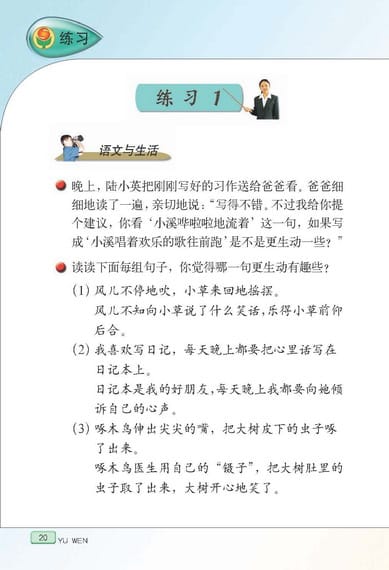 练习
练习1
语文与生活
晚上，陆小英把刚刚写好的习作送给爸爸看。爸爸细
细地读了一遍，亲切地说：“写得不错。不过我给你提
个建议，你看‘小溪哗啦啦地流着’这一句，如果写
成‘小溪唱着欢乐的歌往前跑’是不是更生动一些？”
读读下面每组句子，你觉得哪一句更生动有趣些？
(1) 风儿不停地吹，小草来回地摇摆。
风儿不知向小草说了什么笑话，乐得小草前仰
后合。
(2) 我喜欢写日记，每天晚上都要把心里话写在
日记本上。
日记本是我的好朋友，每天晚上我都要向她倾
诉自己的心声。
(3) 啄木鸟伸出尖尖的嘴，把大树皮下的虫子啄
了出来。
啄木鸟医生用自己的“镊子”，把大树肚里的
虫子取了出来，大树开心地笑了。
20 YU WEN